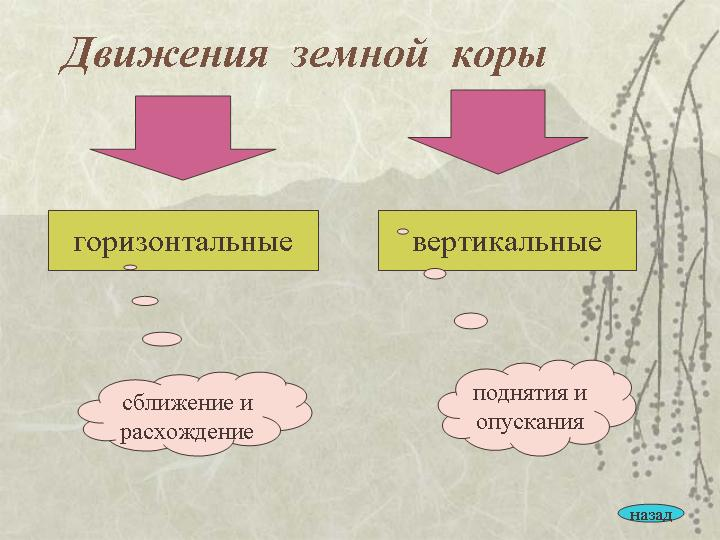 Движения земной коры
горизонтальные
вертикальные
сближение и
расхождение
поднятия и
опускания
назад